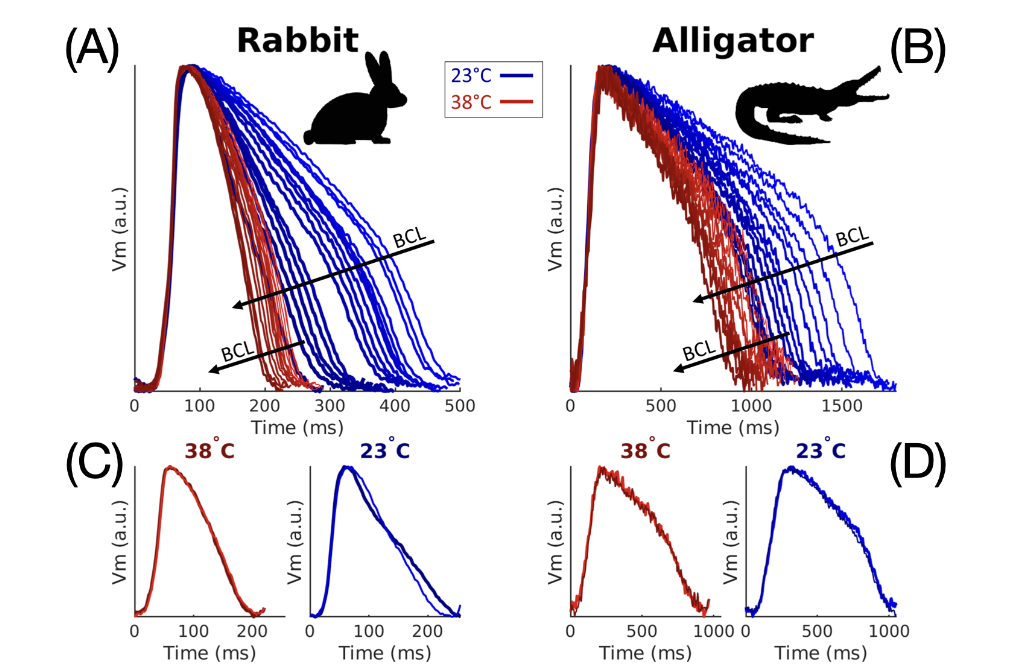 (A)
Rabbit
23°C
38°C
Alligator
(B)
Vm (a.u.)
BCL
BCL
0 100 200 300 400 500
Time (ms)
Vm (a.u.)
BCL
BCL
0 500 1000 1500
Time (ms)
(C)
38°C
Vm (a.u.)
0 100 200
Time (ms)
23°C
Vm (a.u.)
0 100 200
Time (ms)
38°C
Vm (a.u.)
0 500 1000
Time (ms)
23°C
(D)
Vm (a.u.)
0 500 1000
Time (ms)